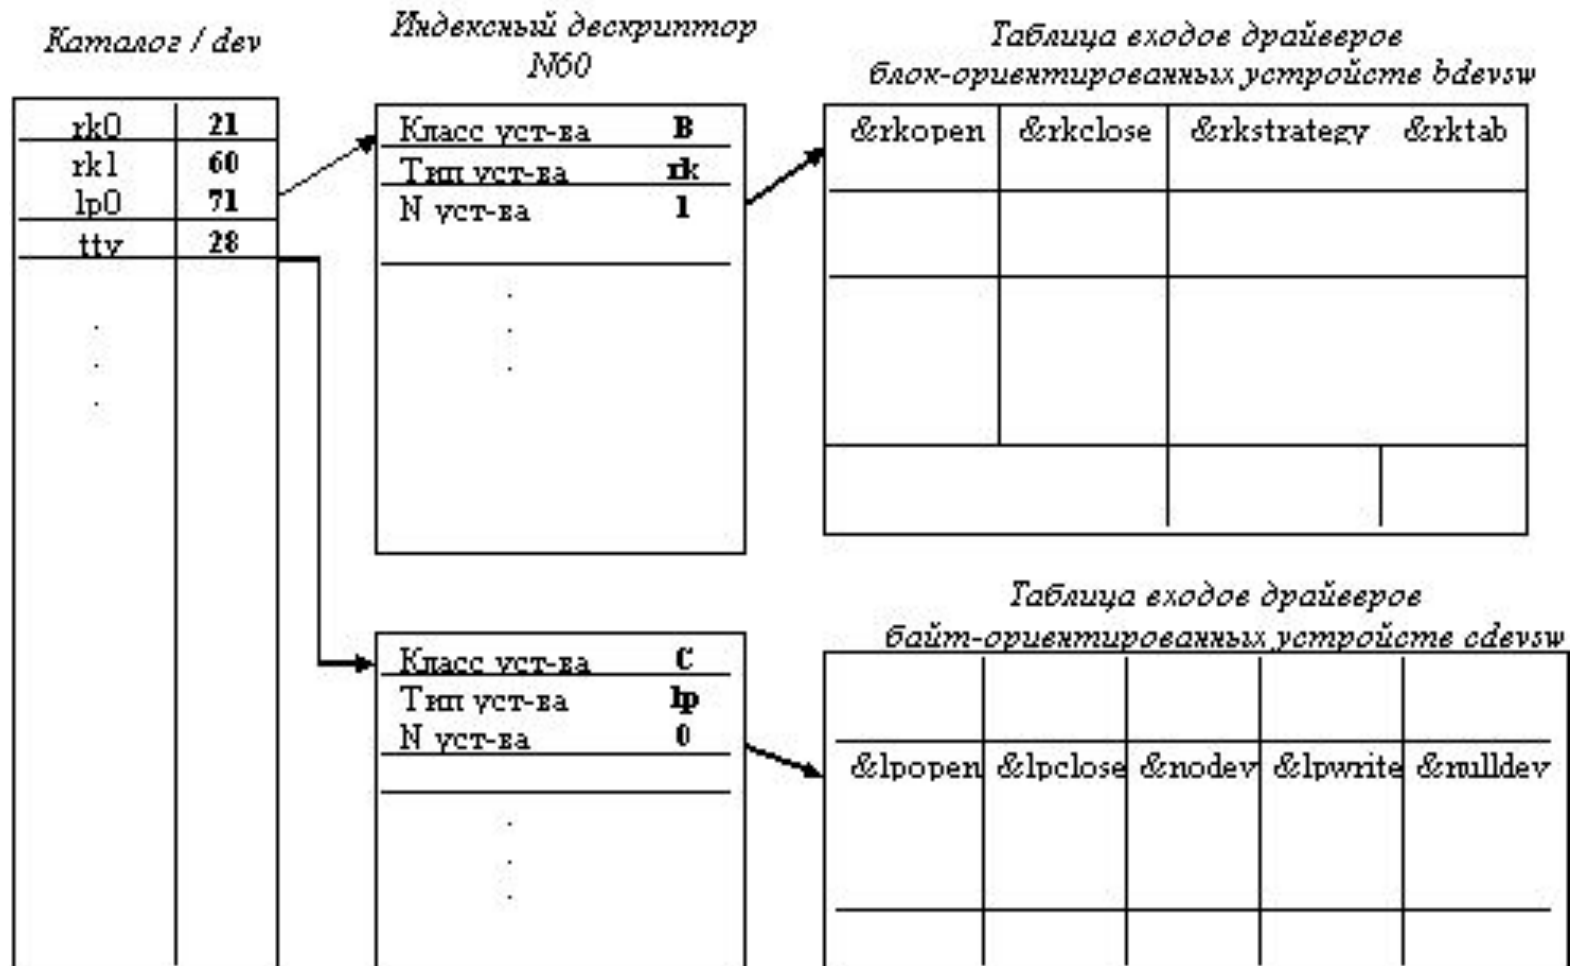 Каталог / dev
rk0 21
rk1 60
lp0 71
tty 28
Индексный дескриптор
N60
Класс уст-ва B
Тип уст-ва rk
N уст-ва 1
Таблица входов драйверов
блок-ориентированных устройств bdevsw
&rkopen &rkclose &rkstrategy &rktab
Класс уст-ва C
Тип уст-ва lp
N уст-ва 0
Таблица входов драйверов
байт-ориентированных устройств cdevsw
&lpopen &lpclose &nodev &lpwrite &nulldev